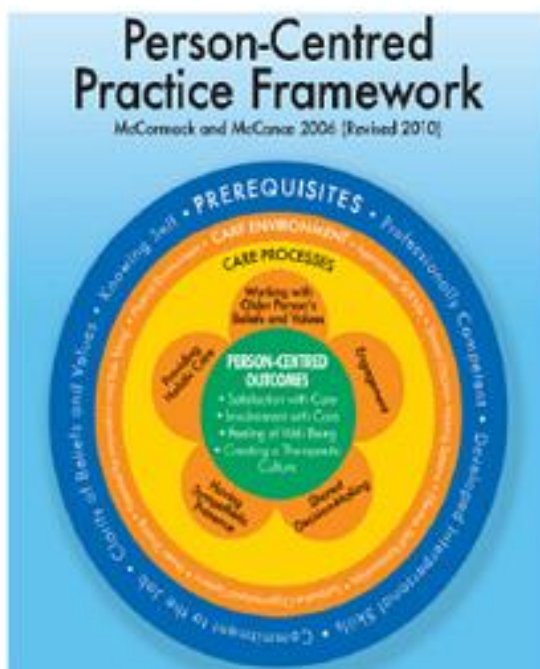 Person-Centred
Practice Framework
McCormack and McCance 2006 (Revised 2010)
PREREQUISITES • Professionally Competent • Developed Interpersonal Skills • Commitment to the Job • Clarity of Beliefs and Values • Knowing Self •
CARE ENVIRONMENT
CARE PROCESSES
Working with
Older Person's
Beliefs and Values
Engagement
Shared
Decision-Making
Having
Sympathetic
Presence
Providing
Holistic Care
PERSON-CENTRED
OUTCOMES
• Satisfaction with Care
• Involvement with Care
• Feeling of Well-Being
• Creating a Therapeutic
Culture